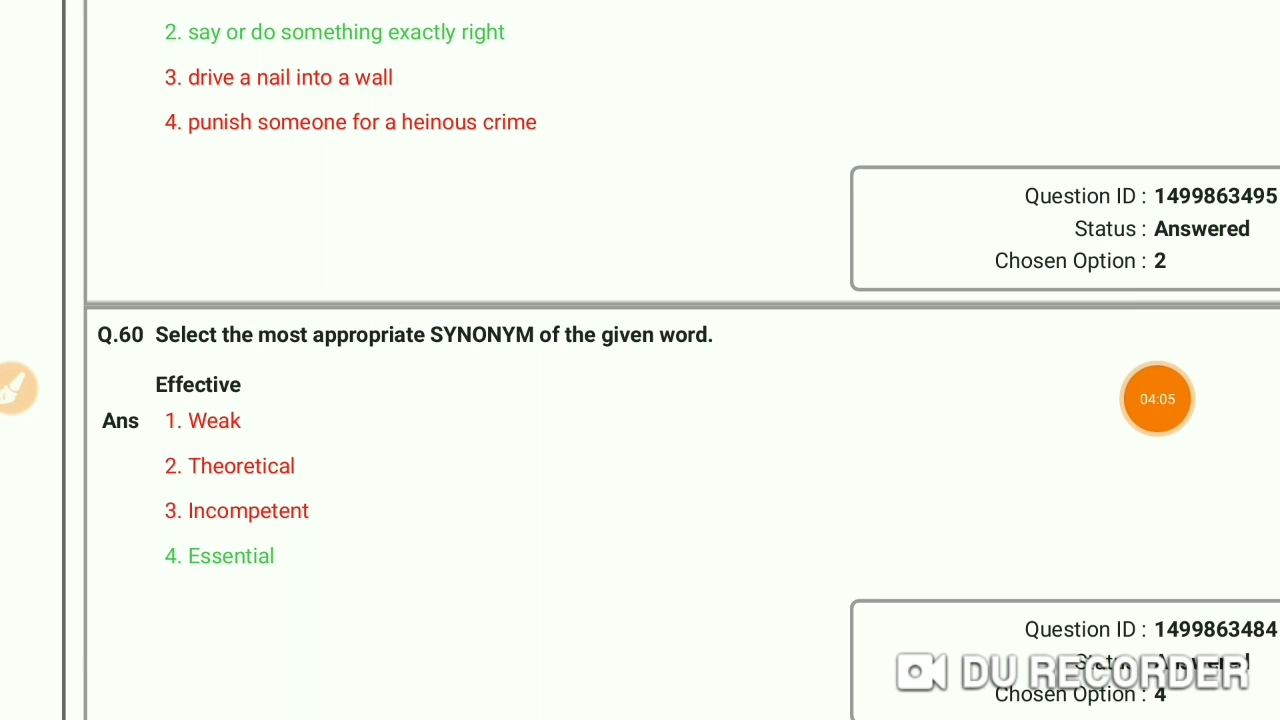 2. say or do something exactly right
3. drive a nail into a wall
4. punish someone for a heinous crime
Question ID : 1499863495
Status : Answered
Chosen Option : 2
Q.60 Select the most appropriate SYNONYM of the given word.
Effective
Ans 1. Weak
2. Theoretical
3. Incompetent
4. Essential
04:05
Question ID : 1499863484
Status : Answered
DU RECORDER
Chosen Option : 4